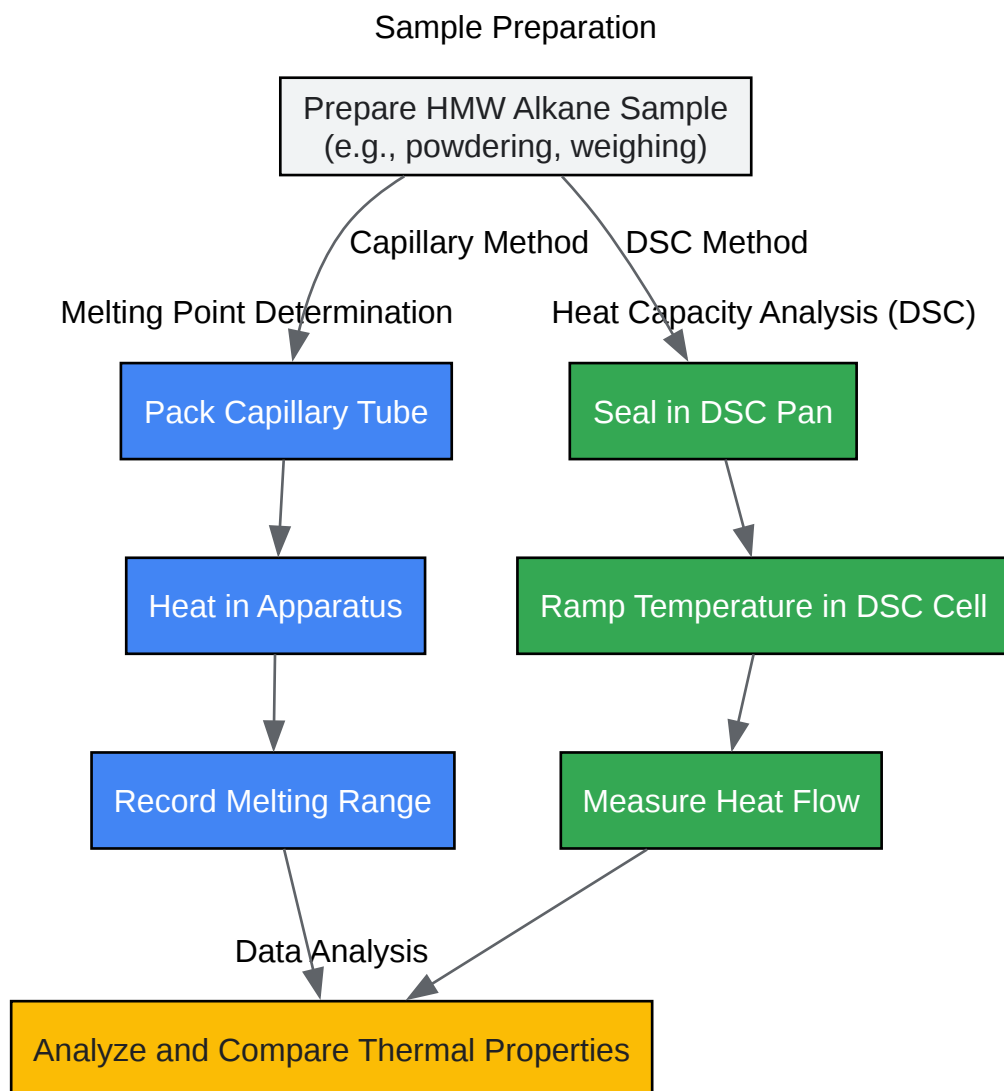 Sample Preparation
Prepare HMW Alkane Sample
(e.g., powdering, weighing)
Capillary Method
DSC Method
Melting Point Determination
Heat Capacity Analysis (DSC)
Pack Capillary Tube
Seal in DSC Pan
Heat in Apparatus
Ramp Temperature in DSC Cell
Record Melting Range
Measure Heat Flow
Data Analysis
Analyze and Compare Thermal Properties